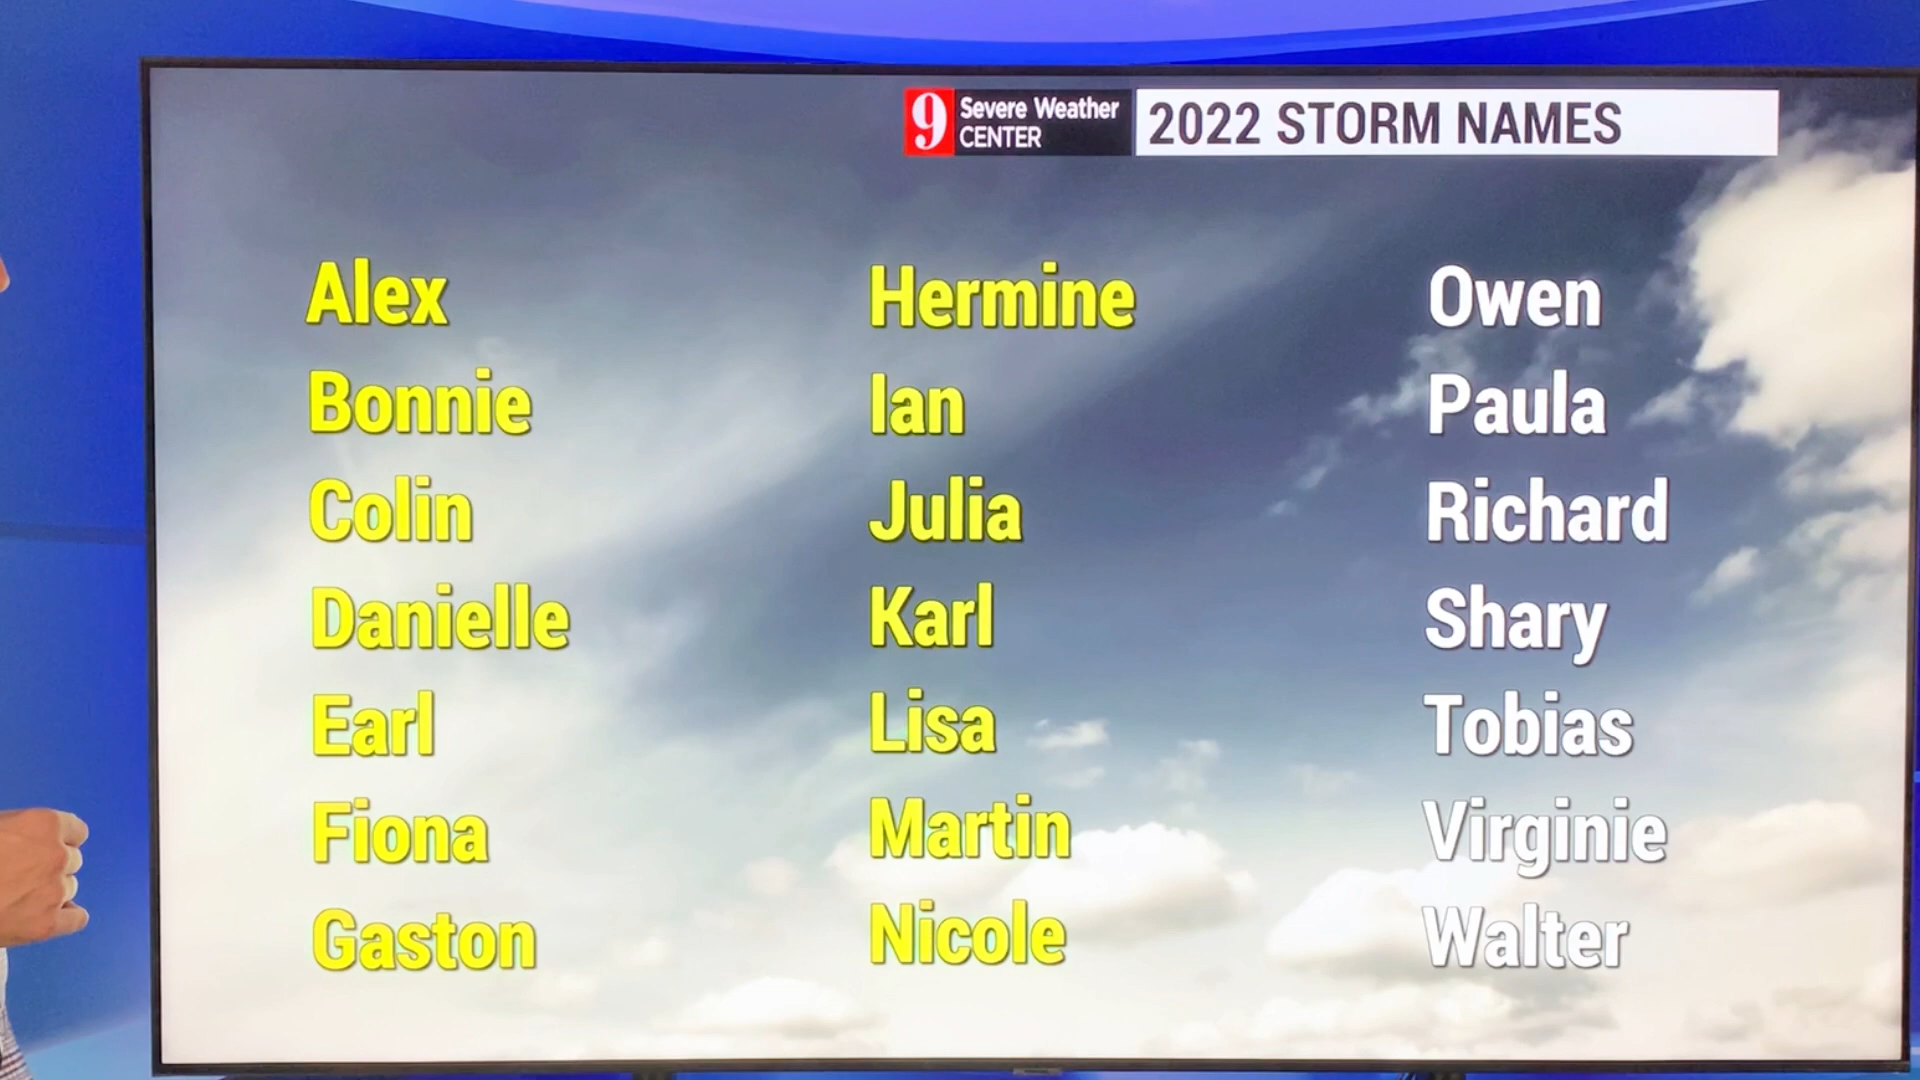 9 Severe Weather
CENTER
2022 STORM NAMES
Alex
Bonnie
Colin
Danielle
Earl
Fiona
Gaston
Hermine
Ian
Julia
Karl
Lisa
Martin
Nicole
Owen
Paula
Richard
Shary
Tobias
Virginie
Walter